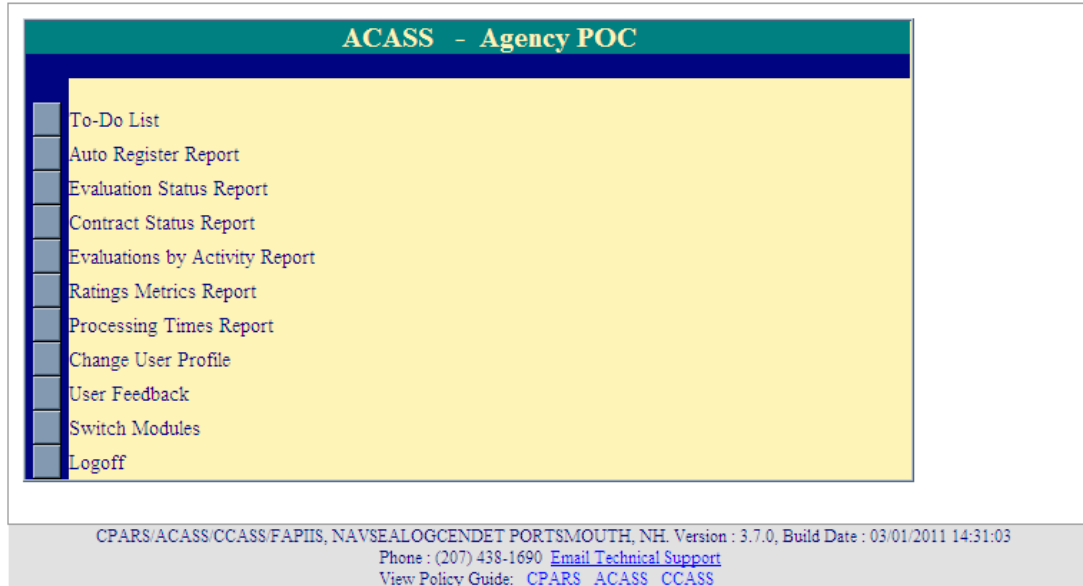 ACASS - Agency POC
To-Do List
Auto Register Report
Evaluation Status Report
Contract Status Report
Evaluations by Activity Report
Ratings Metrics Report
Processing Times Report
Change User Profile
User Feedback
Switch Modules
Logoff
CPARS/ACASS/CCASS/FAPIIS, NAVSEALOGCENDET PORTSMOUTH, NH. Version : 3.7.0, Build Date : 03/01/2011 14:31:03
Phone : (207) 438-1690 Email Technical Support
View Policy Guide: CPARS ACASS CCASS